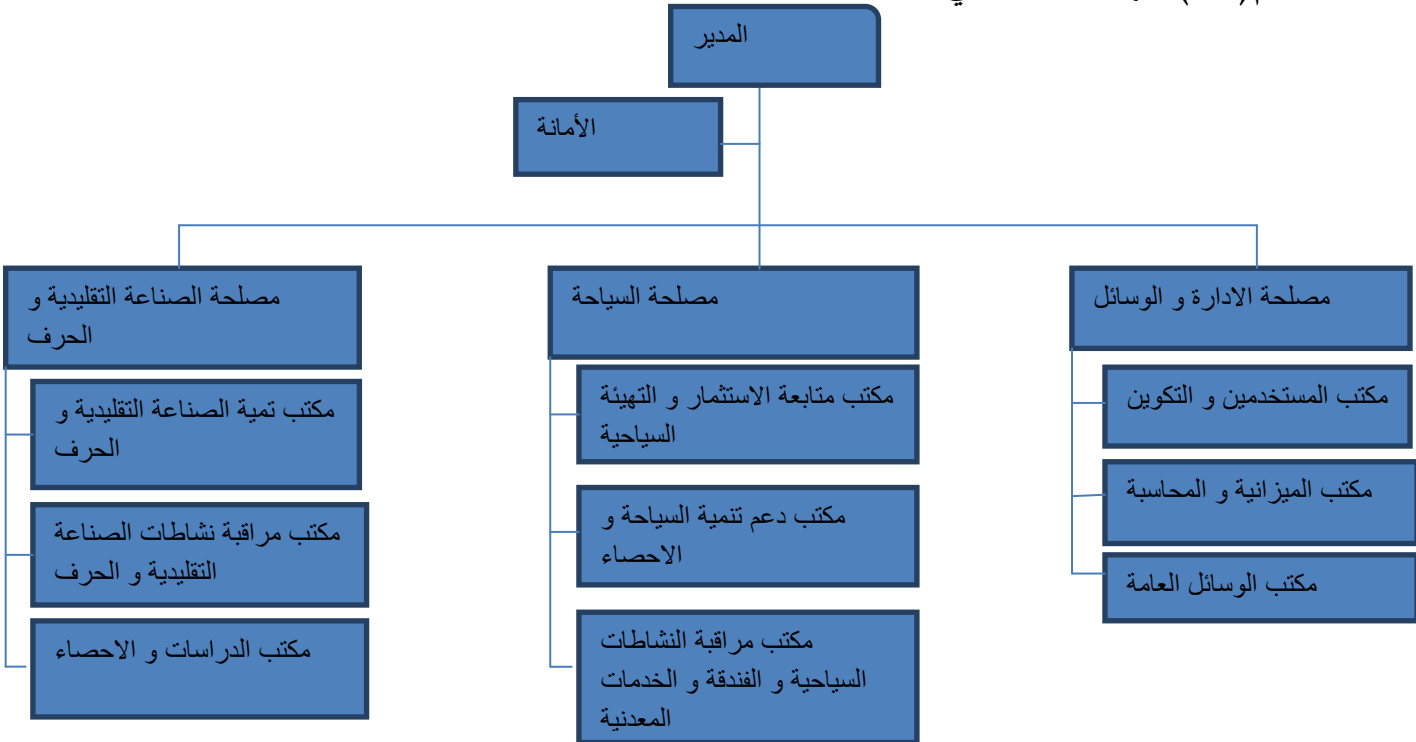 المدير
الأمانة
مصلحة الادارة و الوسائل
مكتب المستخدمين و التكوين
مكتب الميزانية و المحاسبة
مكتب الوسائل العامة
مصلحة السياحة
مكتب متابعة الاستثمار و التهيئة
السياحية
مكتب دعم تنمية السياحة و
الاحصاء
مكتب مراقبة النشاطات
السياحية و الفندقة و الخدمات
المعدنية
مصلحة الصناعة التقليدية و
الحرف
مكتب تمية الصناعة التقليدية و
الحرف
مكتب مراقبة نشاطات الصناعة
التقليدية و الحرف
مكتب الدراسات و الاحصاء